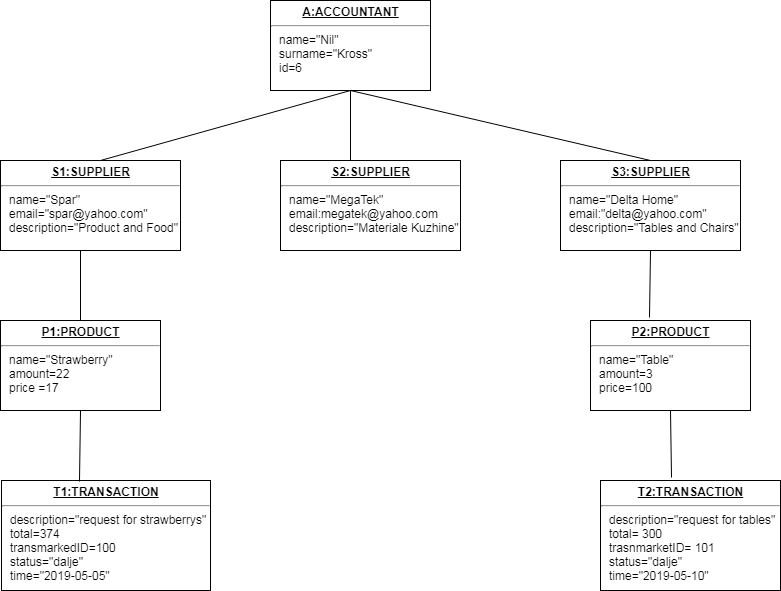 A:ACCOUNTANT
name="Nil"
surname="Kross"
id=6
S1:SUPPLIER
name="Spar"
email="spar@yahoo.com"
description="Product and Food"
S2:SUPPLIER
name="MegaTek"
email:megatek@yahoo.com
description="Materiale Kuzhine"
S3:SUPPLIER
name="Delta Home"
email:"delta@yahoo.com"
description="Tables and Chairs"
P1:PRODUCT
name="Strawberry"
amount=22
price =17
P2:PRODUCT
name="Table"
amount=3
price=100
T1:TRANSACTION
description="request for strawberrys"
total=374
transmarkedID=100
status="dalje"
time="2019-05-05"
T2:TRANSACTION
description="request for tables"
total= 300
trasnmarketID= 101
status="dalje"
time="2019-05-10"